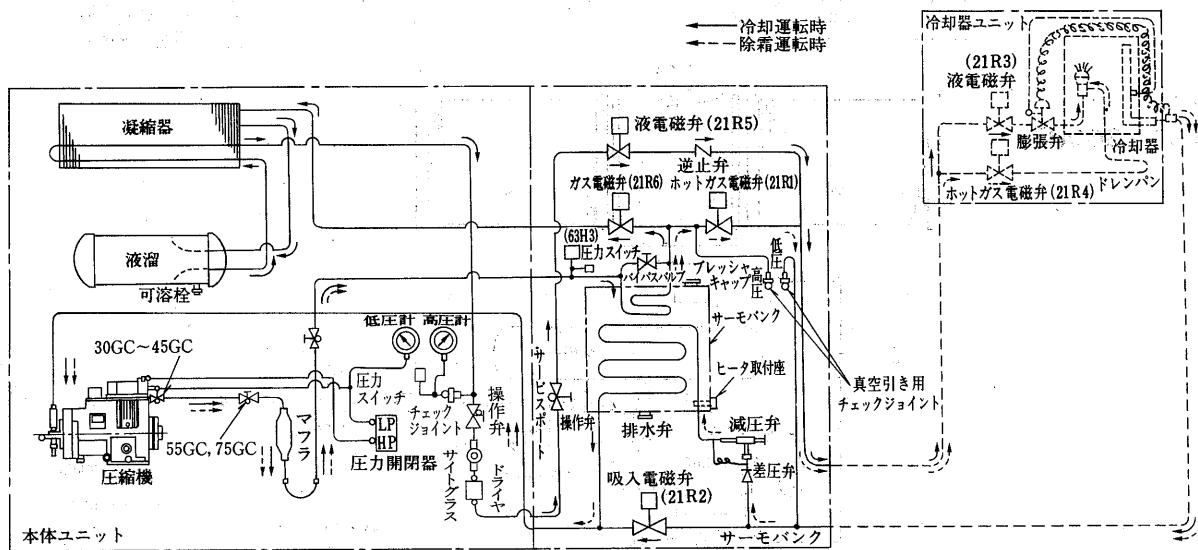 冷却運転時
除霜運転時
冷却器ユニット
(21R3)
液電磁弁
膨張弁
冷却器
ホットガス電磁弁(21R4)
ドレンパン
凝縮器
液溜
可溶栓
液電磁弁(21R5)
逆止弁
ガス電磁弁(21R6)
ホットガス電磁弁(21R1)
(63H3)
圧力スイッチ
バイパスバルブ
プレッシャ
キャップ
高圧
低圧
サーモバンク
ヒータ取付座
真空引き用
チェックジョイント
排水弁
減圧弁
差圧弁
吸入電磁弁
(21R2)
低圧計
高圧計
圧力
スイッチ
チェック
ジョイント
操作弁
サービスポート
操作弁
LP
HP
圧力開閉器
サイトグラス
ドライヤ
30GC～45GC
55GC, 75GC
マフラ
圧縮機
本体ユニット
サーモバンク